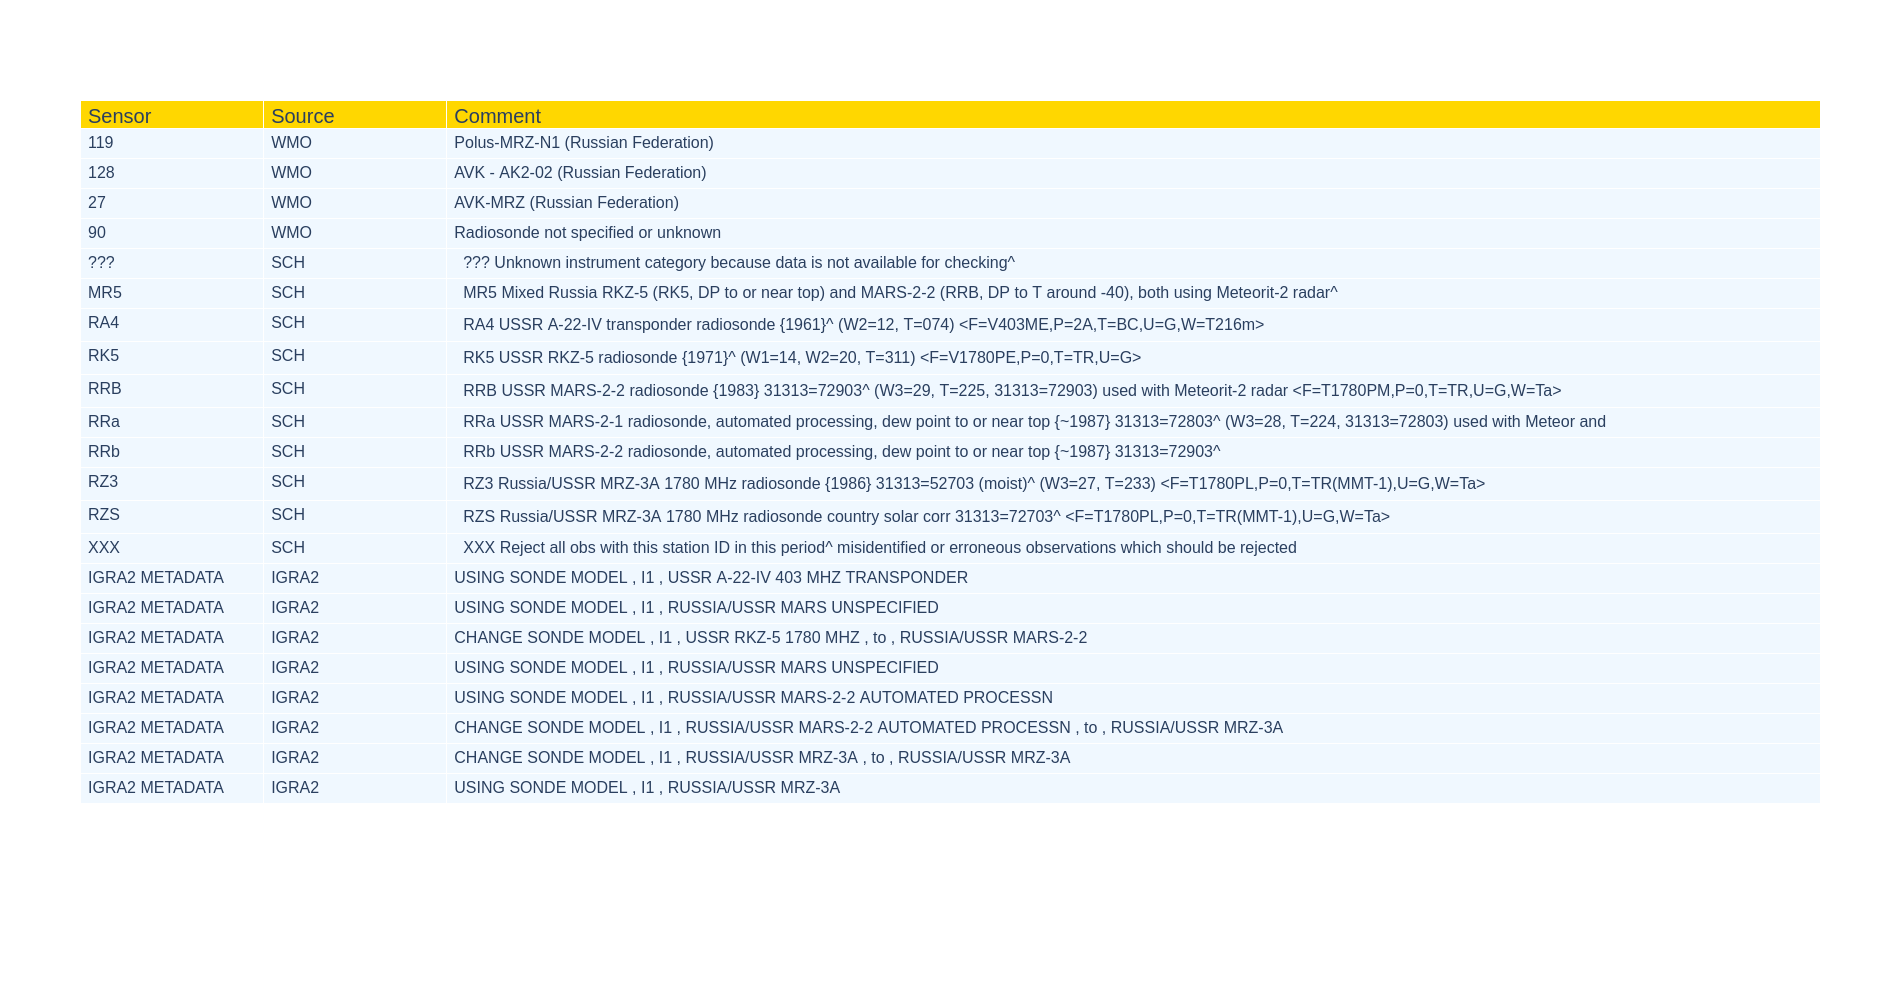 Sensor Source Comment
119 WMO Polus-MRZ-N1 (Russian Federation)
128 WMO AVK - AK2-02 (Russian Federation)
27 WMO AVK-MRZ (Russian Federation)
90 WMO Radiosonde not specified or unknown
??? SCH ??? Unknown instrument category because data is not available for checking^
MR5 SCH MR5 Mixed Russia RKZ-5 (RK5, DP to or near top) and MARS-2-2 (RRB, DP to T around -40), both using Meteorit-2 radar^
RA4 SCH RA4 USSR A-22-IV transponder radiosonde {1961}^ (W2=12, T=074) <F=V403ME,P=2A,T=BC,U=G,W=T216m>
RK5 SCH RK5 USSR RKZ-5 radiosonde {1971}^ (W1=14, W2=20, T=311) <F=V1780PE,P=0,T=TR,U=G>
RRB SCH RRB USSR MARS-2-2 radiosonde {1983} 31313=72903^ (W3=29, T=225, 31313=72903) used with Meteorit-2 radar <F=T1780PM,P=0,T=TR,U=G,W=Ta>
RRa SCH RRa USSR MARS-2-1 radiosonde, automated processing, dew point to or near top {~1987} 31313=72803^ (W3=28, T=224, 31313=72803) used with Meteor and
RRb SCH RRb USSR MARS-2-2 radiosonde, automated processing, dew point to or near top {~1987} 31313=72903^
RZ3 SCH RZ3 Russia/USSR MRZ-3A 1780 MHz radiosonde {1986} 31313=52703 (moist)^ (W3=27, T=233) <F=T1780PL,P=0,T=TR(MMT-1),U=G,W=Ta>
RZS SCH RZS Russia/USSR MRZ-3A 1780 MHz radiosonde country solar corr 31313=72703^ <F=T1780PL,P=0,T=TR(MMT-1),U=G,W=Ta>
XXX SCH XXX Reject all obs with this station ID in this period^ misidentified or erroneous observations which should be rejected
IGRA2 METADATA IGRA2 USING SONDE MODEL , I1 , USSR A-22-IV 403 MHZ TRANSPONDER
IGRA2 METADATA IGRA2 USING SONDE MODEL , I1 , RUSSIA/USSR MARS UNSPECIFIED
IGRA2 METADATA IGRA2 CHANGE SONDE MODEL , I1 , USSR RKZ-5 1780 MHZ , to , RUSSIA/USSR MARS-2-2
IGRA2 METADATA IGRA2 USING SONDE MODEL , I1 , RUSSIA/USSR MARS UNSPECIFIED
IGRA2 METADATA IGRA2 USING SONDE MODEL , I1 , RUSSIA/USSR MARS-2-2 AUTOMATED PROCESSN
IGRA2 METADATA IGRA2 CHANGE SONDE MODEL , I1 , RUSSIA/USSR MARS-2-2 AUTOMATED PROCESSN , to , RUSSIA/USSR MRZ-3A
IGRA2 METADATA IGRA2 CHANGE SONDE MODEL , I1 , RUSSIA/USSR MRZ-3A , to , RUSSIA/USSR MRZ-3A
IGRA2 METADATA IGRA2 USING SONDE MODEL , I1 , RUSSIA/USSR MRZ-3A